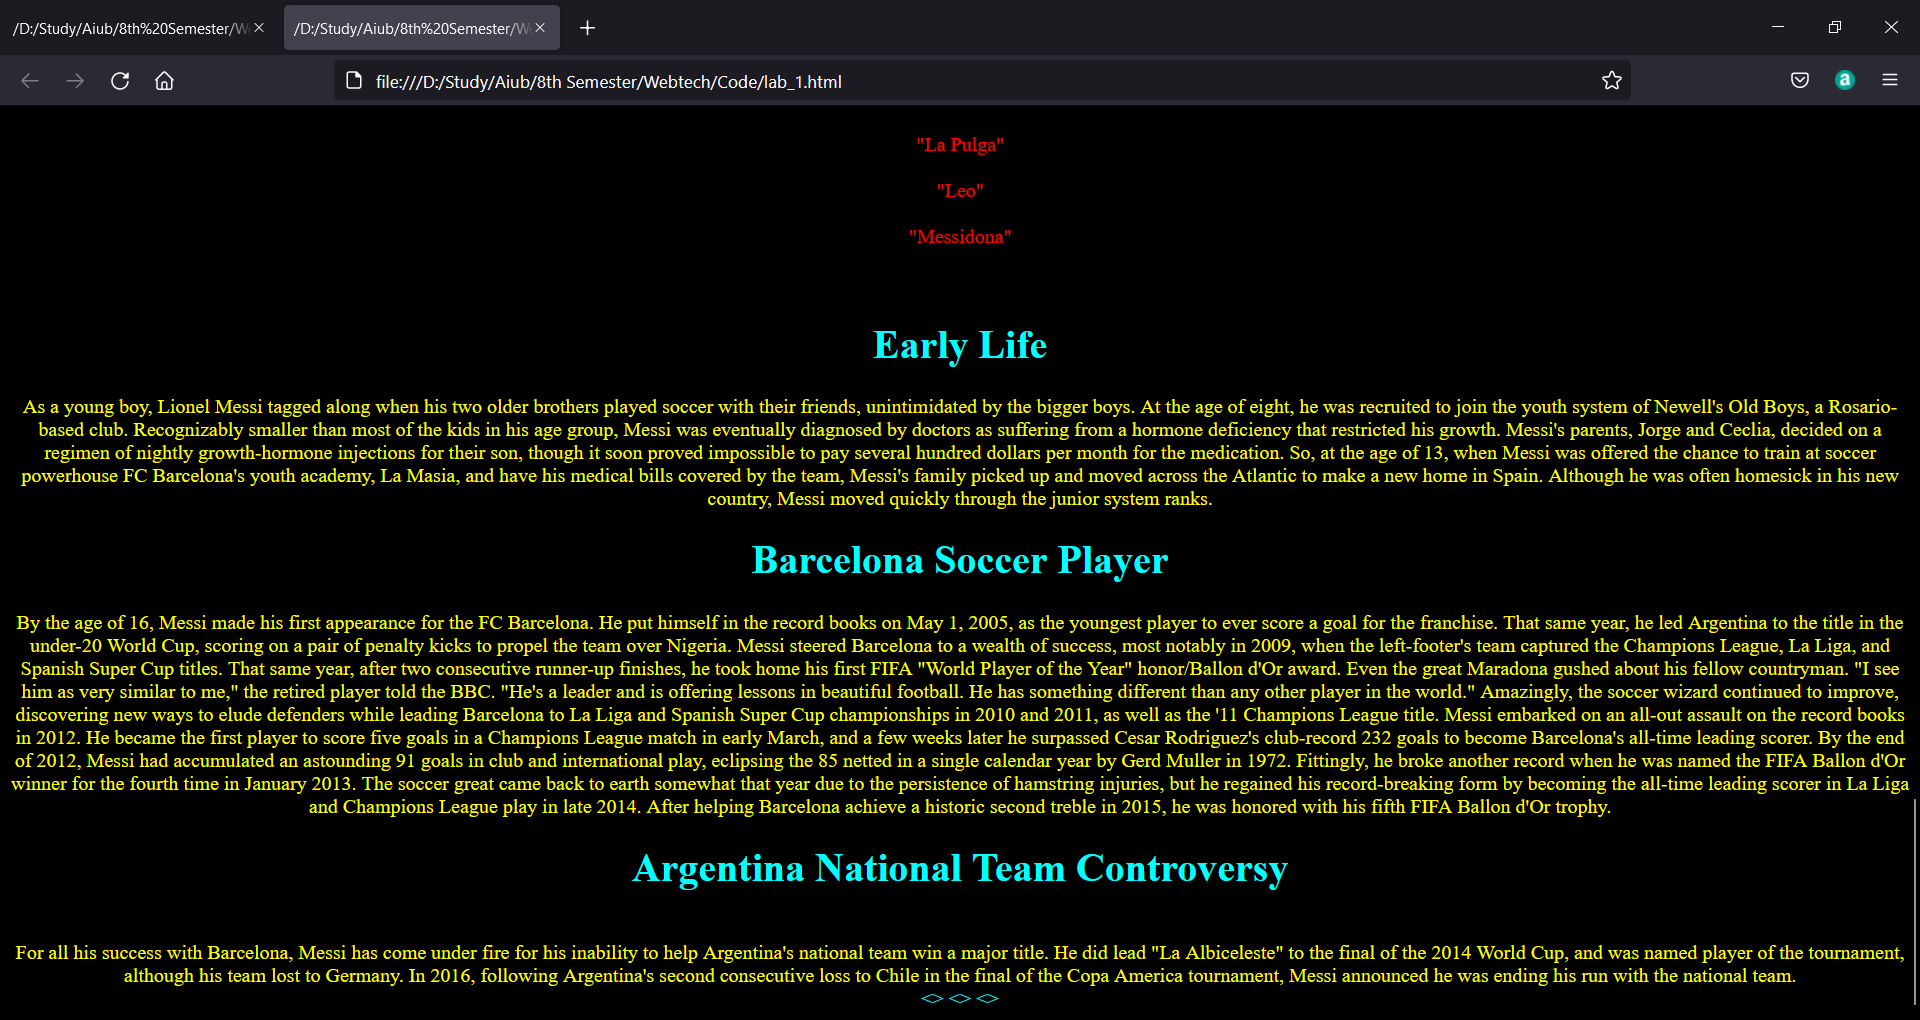 /D:/Study/Aiub/8th%20Semester/W
/D:/Study/Aiub/8th%20Semester/W
file:///D:/Study/Aiub/8th Semester/Webtech/Code/lab_1.html
a
"La Pulga"
"Leo"
"Messidona"
Early Life
As a young boy, Lionel Messi tagged along when his two older brothers played soccer with their friends, unintimidated by the bigger boys. At the age of eight, he was recruited to join the youth system of Newell's Old Boys, a Rosario-
based club. Recognizably smaller than most of the kids in his age group, Messi was eventually diagnosed by doctors as suffering from a hormone deficiency that restricted his growth. Messi's parents, Jorge and Ceclia, decided on a
regimen of nightly growth-hormone injections for their son, though it soon proved impossible to pay several hundred dollars per month for the medication. So, at the age of 13, when Messi was offered the chance to train at soccer
powerhouse FC Barcelona's youth academy, La Masia, and have his medical bills covered by the team, Messi's family picked up and moved across the Atlantic to make a new home in Spain. Although he was often homesick in his new
country, Messi moved quickly through the junior system ranks.
Barcelona Soccer Player
By the age of 16, Messi made his first appearance for the FC Barcelona. He put himself in the record books on May 1, 2005, as the youngest player to ever score a goal for the franchise. That same year, he led Argentina to the title in the
under-20 World Cup, scoring on a pair of penalty kicks to propel the team over Nigeria. Messi steered Barcelona to a wealth of success, most notably in 2009, when the left-footer's team captured the Champions League, La Liga, and
Spanish Super Cup titles. That same year, after two consecutive runner-up finishes, he took home his first FIFA "World Player of the Year" honor/Ballon d'Or award. Even the great Maradona gushed about his fellow countryman. "I see
him as very similar to me," the retired player told the BBC. "He's a leader and is offering lessons in beautiful football. He has something different than any other player in the world." Amazingly, the soccer wizard continued to improve,
discovering new ways to elude defenders while leading Barcelona to La Liga and Spanish Super Cup championships in 2010 and 2011, as well as the '11 Champions League title. Messi embarked on an all-out assault on the record books
in 2012. He became the first player to score five goals in a Champions League match in early March, and a few weeks later he surpassed Cesar Rodriguez's club-record 232 goals to become Barcelona's all-time leading scorer. By the end
of 2012, Messi had accumulated an astounding 91 goals in club and international play, eclipsing the 85 netted in a single calendar year by Gerd Muller in 1972. Fittingly, he broke another record when he was named the FIFA Ballon d'Or
winner for the fourth time in January 2013. The soccer great came back to earth somewhat that year due to the persistence of hamstring injuries, but he regained his record-breaking form by becoming the all-time leading scorer in La Liga
and Champions League play in late 2014. After helping Barcelona achieve a historic second treble in 2015, he was honored with his fifth FIFA Ballon d'Or trophy.
Argentina National Team Controversy
For all his success with Barcelona, Messi has come under fire for his inability to help Argentina's national team win a major title. He did lead "La Albiceleste" to the final of the 2014 World Cup, and was named player of the tournament,
although his team lost to Germany. In 2016, following Argentina's second consecutive loss to Chile in the final of the Copa America tournament, Messi announced he was ending his run with the national team.
<> <> <>